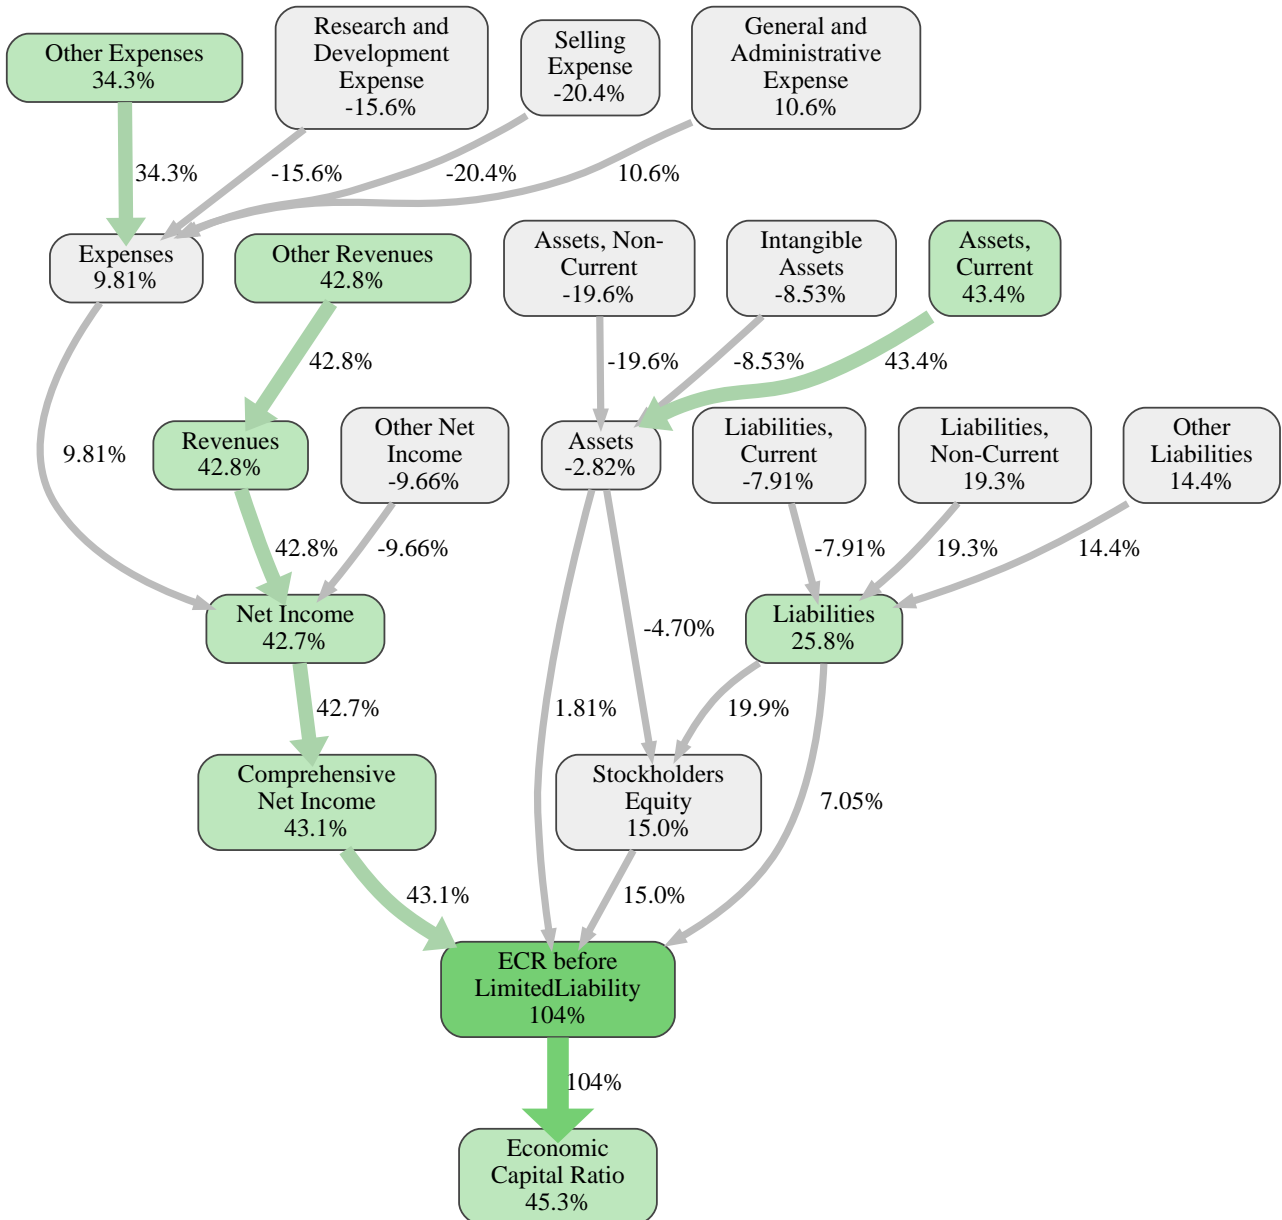 Other Expenses
34.3%
Research and
Development
Expense
-15.6%
Selling
Expense
-20.4%
General and
Administrative
Expense
10.6%
34.3%
-15.6%
-20.4%
10.6%
Expenses
9.81%
Other Revenues
42.8%
Assets, Non-
Current
-19.6%
Intangible
Assets
-8.53%
Assets,
Current
43.4%
42.8%
-19.6%
-8.53%
43.4%
9.81%
Revenues
42.8%
Other Net
Income
-9.66%
Assets
-2.82%
Liabilities,
Current
-7.91%
Liabilities,
Non-Current
19.3%
Other
Liabilities
14.4%
42.8%
-9.66%
-7.91%
19.3%
14.4%
Net Income
42.7%
-4.70%
Liabilities
25.8%
42.7%
1.81%
19.9%
Comprehensive
Net Income
43.1%
Stockholders
Equity
15.0%
7.05%
43.1%
15.0%
ECR before
LimitedLiability
104%
104%
Economic
Capital Ratio
45.3%